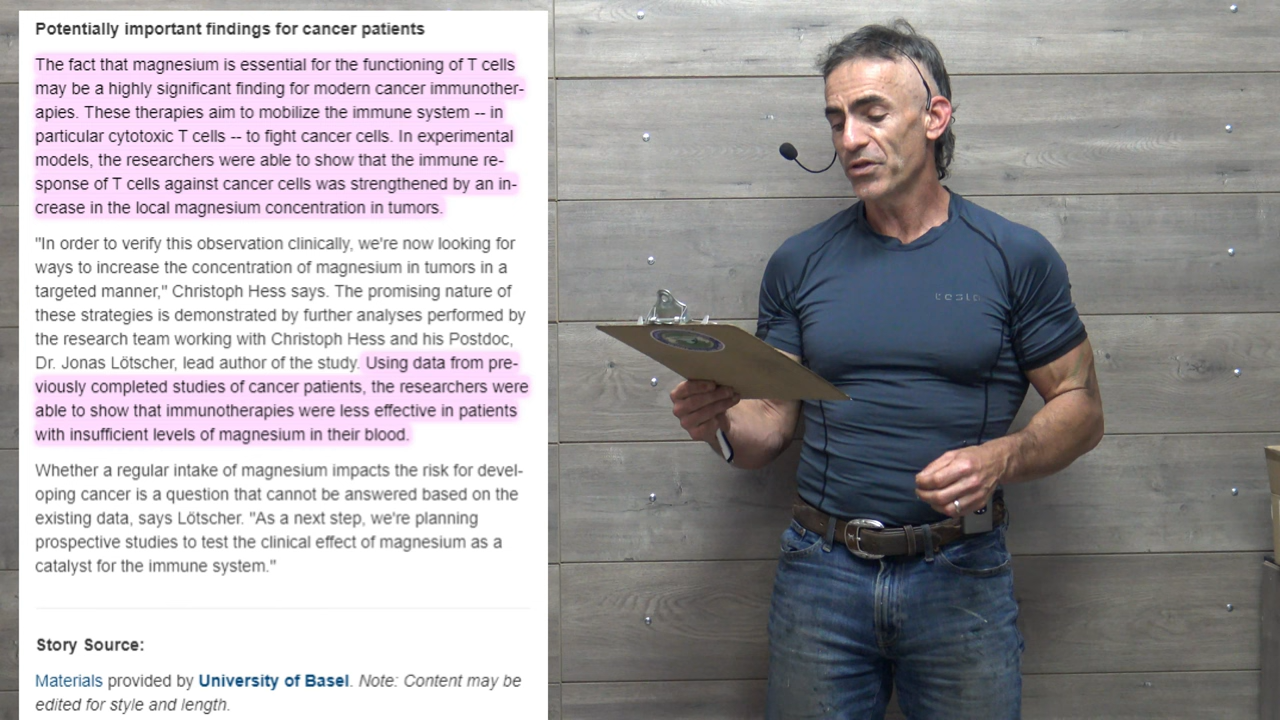 Potentially important findings for cancer patients
The fact that magnesium is essential for the functioning of T cells
may be a highly significant finding for modern cancer immunother-
apies. These therapies aim to mobilize the immune system -- in
particular cytotoxic T cells -- to fight cancer cells. In experimental
models, the researchers were able to show that the immune re-
sponse of T cells against cancer cells was strengthened by an in-
crease in the local magnesium concentration in tumors.
"In order to verify this observation clinically, we're now looking for
ways to increase the concentration of magnesium in tumors in a
targeted manner," Christoph Hess says. The promising nature of
these strategies is demonstrated by further analyses performed by
the research team working with Christoph Hess and his Postdoc,
Dr. Jonas Lötscher, lead author of the study. Using data from pre-
viously completed studies of cancer patients, the researchers were
able to show that immunotherapies were less effective in patients
with insufficient levels of magnesium in their blood.
Whether a regular intake of magnesium impacts the risk for devel-
oping cancer is a question that cannot be answered based on the
existing data, says Lötscher. "As a next step, we're planning
prospective studies to test the clinical effect of magnesium as a
catalyst for the immune system."
Story Source:
Materials provided by University of Basel. Note: Content may be
edited for style and length.